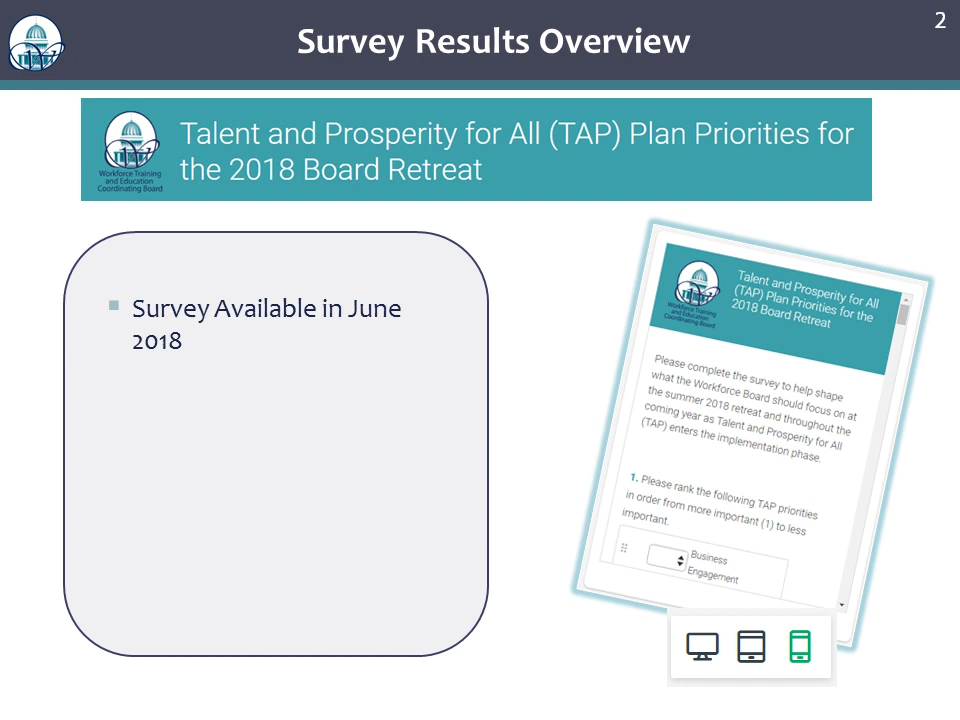 Survey Results Overview
2
Talent and Prosperity for All (TAP) Plan Priorities for
the 2018 Board Retreat
Workforce Training
and Education
Coordinating Board
Survey Available in June
2018
Talent and Prosperity for All
(TAP) Plan Priorities for the
2018 Board Retreat
Workforce Training
and Education
Coordinating Board
Please complete the survey to help shape
what the Workforce Board should focus on at
the summer 2018 retreat and throughout the
coming year as Talent and Prosperity for All
(TAP) enters the implementation phase.
1. Please rank the following TAP priorities
in order from more important (1) to less
important.
Business
Engagement